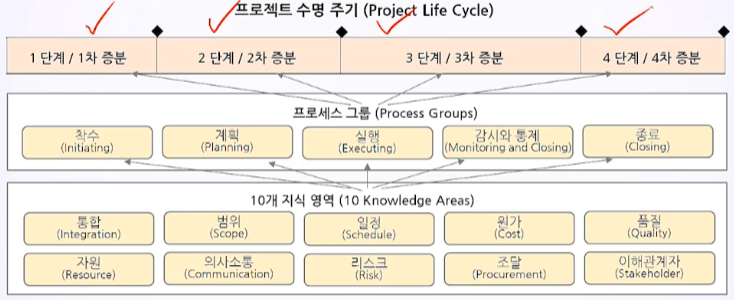 프로젝트 수명 주기 (Project Life Cycle)
1 단계 / 1차 증분
2 단계 / 2차 증분
3 단계 / 3차 증분
4 단계 / 4차 증분
프로세스 그룹 (Process Groups)
착수
(Initiating)
계획
(Planning)
실행
(Executing)
감시와 통제
(Monitoring and Closing)
종료
(Closing)
10개 지식 영역 (10 Knowledge Areas)
통합
(Integration)
범위
(Scope)
일정
(Schedule)
원가
(Cost)
품질
(Quality)
자원
(Resource)
의사소통
(Communication)
리스크
(Risk)
조달
(Procurement)
이해관계자
(Stakeholder)